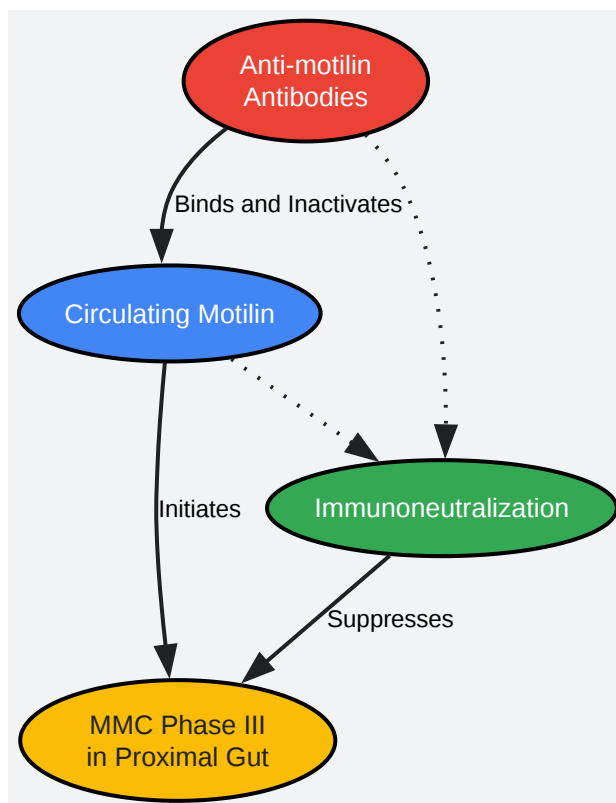 Anti-motilin
Antibodies
Binds and Inactivates
Circulating Motilin
Immunoneutralization
Initiates
Suppresses
MMC Phase III
in Proximal Gut